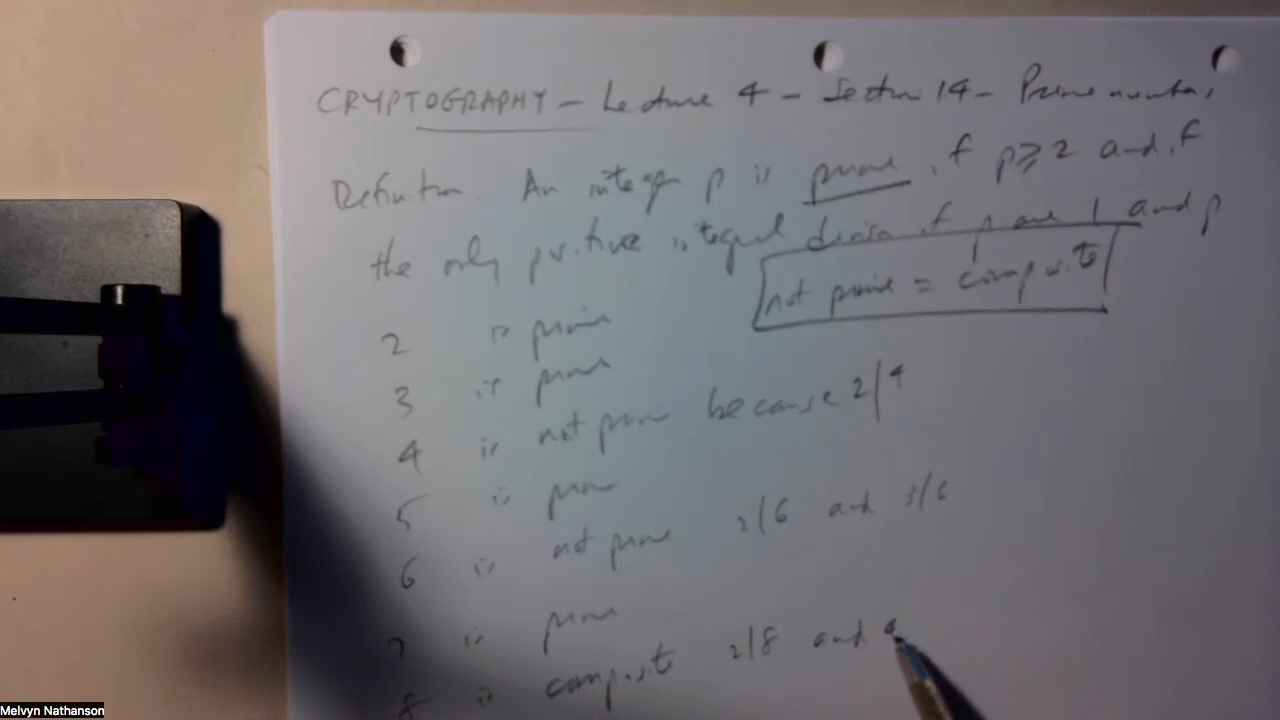 CRYPTOGRAPHY - Lecture 4 - Section 14 - Prime numbers
Definition. An integer p is prime if p ≥ 2 and if
the only positive integral divisors of p are 1 and p
not prime = composite
2 is prime
3 is prime
4 is not prime because 2/4
5 is prime
6 is not prime 2/6 and 3/6
7 is prime
8 is composite 2/8 and 4
Melvyn Nathanson